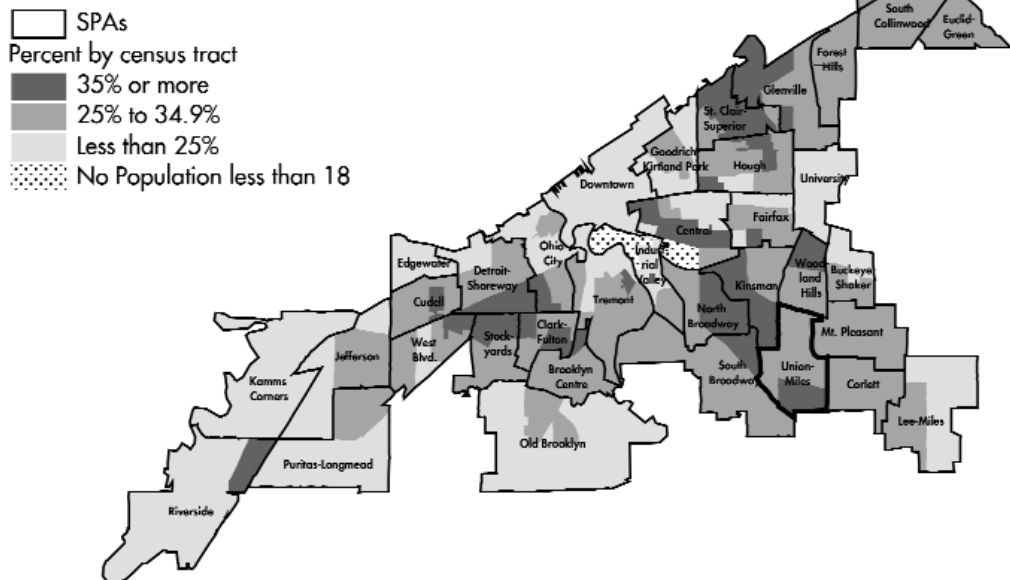 SPAs
Percent by census tract
35% or more
25% to 34.9%
Less than 25%
No Population less than 18
South
Collinwood
Euclid-
Green
Forest
Hills
Glenville
St. Clair-
Superior
Goodrich
Kirtland Park
Hough
Downtown
University
Fairfax
Central
Ohio
City
Indust
rial
Valley
Edgewater
Detroit-
Shoreway
Wood
land
Hills
Buckeye
Shaker
Kinsman
Cudell
Tremont
North
Broadway
Mt. Pleasant
Jefferson
West
Blvd.
Stock-
yards
Clark-
Fulton
Brooklyn
Centre
South
Broadway
Union-
Miles
Corlett
Kamms
Corners
Lee-Miles
Old Brooklyn
Puritas-Longmead
Riverside